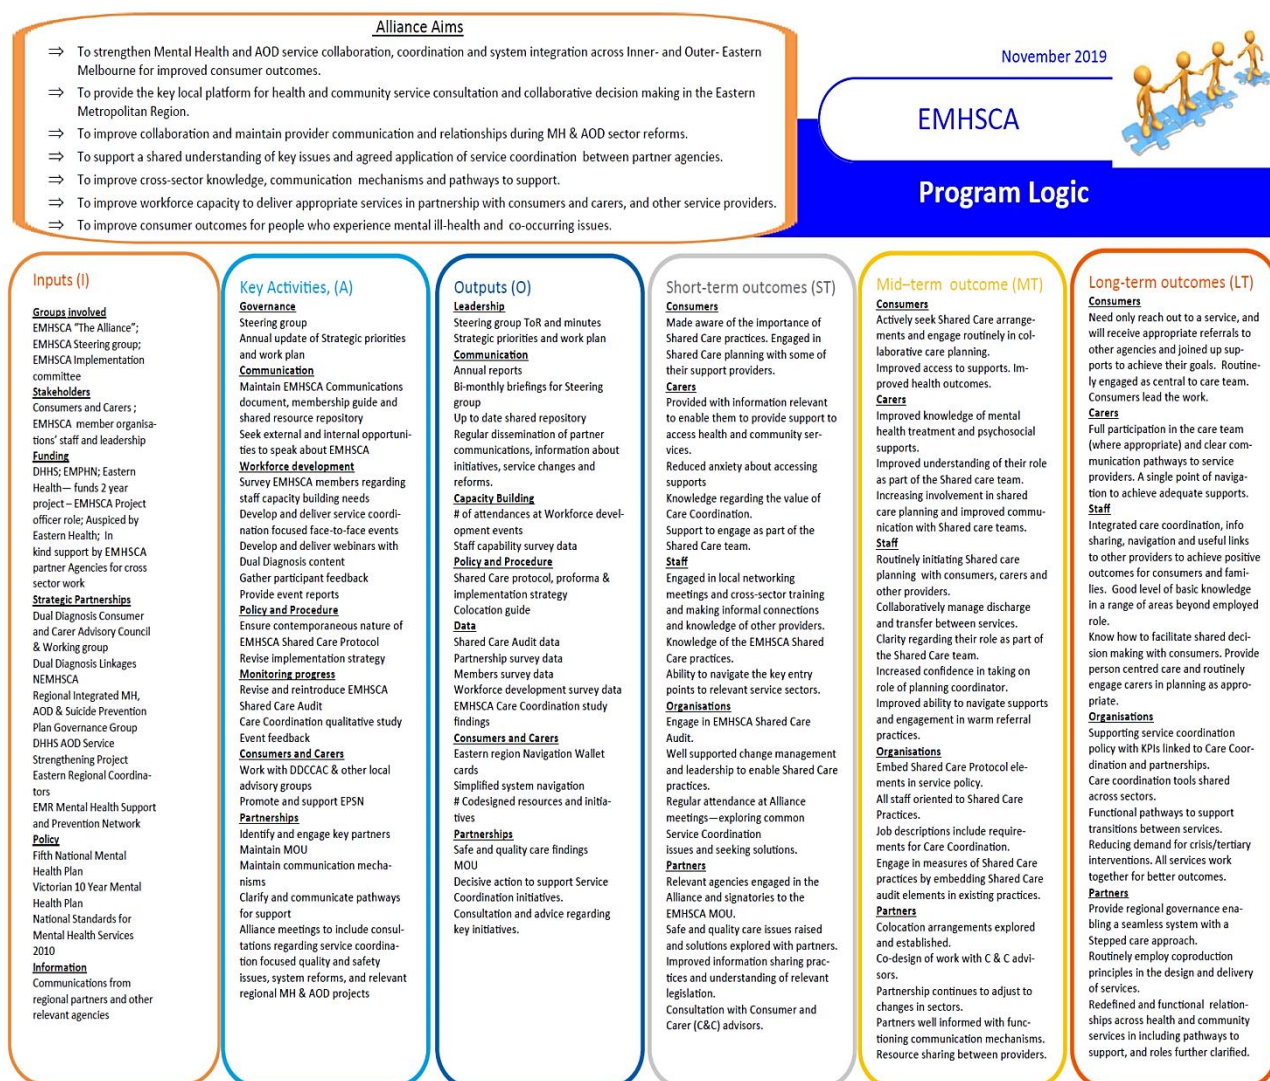 Alliance Aims
⇒ To strengthen Mental Health and AOD service collaboration, coordination and system integration across Inner- and Outer- Eastern
Melbourne for improved consumer outcomes.
⇒ To provide the key local platform for health and community service consultation and collaborative decision making in the Eastern
Metropolitan Region.
⇒ To improve collaboration and maintain provider communication and relationships during MH & AOD sector reforms.
⇒ To support a shared understanding of key issues and agreed application of service coordination between partner agencies.
⇒ To improve cross-sector knowledge, communication mechanisms and pathways to support.
⇒ To improve workforce capacity to deliver appropriate services in partnership with consumers and carers, and other service providers.
⇒ To improve consumer outcomes for people who experience mental ill-health and co-occurring issues.
November 2019
EMHSCA
Program Logic
Inputs (I)
Groups involved
EMHSCA "The Alliance";
EMHSCA Steering group;
EMHSCA Implementation
committee
Stakeholders
Consumers and Carers ;
EMHSCA member organisa-
tions' staff and leadership
Funding
DHHS; EMPHN; Eastern
Health— funds 2 year
project – EMHSCA Project
officer role; Auspiced by
Eastern Health; In
kind support by EMHSCA
partner Agencies for cross
sector work
Strategic Partnerships
Dual Diagnosis Consumer
and Carer Advisory Council
& Working group
Dual Diagnosis Linkages
NEMHSCA
Regional Integrated MH,
AOD & Suicide Prevention
Plan Governance Group
DHHS AOD Service
Strengthening Project
Eastern Regional Coordina-
tors
EMR Mental Health Support
and Prevention Network
Policy
Fifth National Mental
Health Plan
Victorian 10 Year Mental
Health Plan
National Standards for
Mental Health Services
2010
Information
Communications from
regional partners and other
relevant agencies
Key Activities, (A)
Governance
Steering group
Annual update of Strategic priorities
and work plan
Communication
Maintain EMHSCA Communications
document, membership guide and
shared resource repository
Seek external and internal opportuni-
ties to speak about EMHSCA
Workforce development
Survey EMHSCA members regarding
staff capacity building needs
Develop and deliver service coordi-
nation focused face-to-face events
Develop and deliver webinars with
Dual Diagnosis content
Gather participant feedback
Provide event reports
Policy and Procedure
Ensure contemporaneous nature of
EMHSCA Shared Care Protocol
Revise implementation strategy
Monitoring progress
Revise and reintroduce EMHSCA
Shared Care Audit
Care Coordination qualitative study
Event feedback
Consumers and Carers
Work with DDCCAC & other local
advisory groups
Promote and support EPSN
Partnerships
Identify and engage key partners
Maintain MOU
Maintain communication mecha-
nisms
Clarify and communicate pathways
for support
Alliance meetings to include consul-
tations regarding service coordina-
tion focused quality and safety
issues, system reforms, and relevant
regional MH & AOD projects
Outputs (O)
Leadership
Steering group ToR and minutes
Strategic priorities and work plan
Communication
Annual reports
Bi-monthly briefings for Steering
group
Up to date shared repository
Regular dissemination of partner
communications, information about
initiatives, service changes and
reforms.
Capacity Building
# of attendances at Workforce devel-
opment events
Staff capability survey data
Policy and Procedure
Shared Care protocol, proforma &
implementation strategy
Colocation guide
Data
Shared Care Audit data
Partnership survey data
Members survey data
Workforce development survey data
EMHSCA Care Coordination study
findings
Consumers and Carers
Eastern region Navigation Wallet
cards
Simplified system navigation
# Codesigned resources and initia-
tives
Partnerships
Safe and quality care findings
MOU
Decisive action to support Service
Coordination initiatives.
Consultation and advice regarding
key initiatives.
Short-term outcomes (ST)
Consumers
Made aware of the importance of
Shared Care practices. Engaged in
Shared Care planning with some of
their support providers.
Carers
Provided with information relevant
to enable them to provide support to
access health and community ser-
vices.
Reduced anxiety about accessing
supports
Knowledge regarding the value of
Care Coordination.
Support to engage as part of the
Shared Care team.
Staff
Engaged in local networking
meetings and cross-sector training
and making informal connections
and knowledge of other providers.
Knowledge of the EMHSCA Shared
Care practices.
Ability to navigate the key entry
points to relevant service sectors.
Organisations
Engage in EMHSCA Shared Care
Audit.
Well supported change management
and leadership to enable Shared Care
practices.
Regular attendance at Alliance
meetings—exploring common
Service Coordination
issues and seeking solutions.
Partners
Relevant agencies engaged in the
Alliance and signatories to the
EMHSCA MOU.
Safe and quality care issues raised
and solutions explored with partners.
Improved information sharing prac-
tices and understanding of relevant
legislation.
Consultation with Consumer and
Carer (C&C) advisors.
Mid–term outcome (MT)
Consumers
Actively seek Shared Care arrange-
ments and engage routinely in col-
laborative care planning.
Improved access to supports. Im-
proved health outcomes.
Carers
Improved knowledge of mental
health treatment and psychosocial
supports.
Improved understanding of their role
as part of the Shared care team.
Increasing involvement in shared
care planning and improved commu-
nication with Shared care teams.
Staff
Routinely initiating Shared care
planning with consumers, carers and
other providers.
Collaboratively manage discharge
and transfer between services.
Clarity regarding their role as part of
the Shared Care team.
Increased confidence in taking on
role of planning coordinator.
Improved ability to navigate supports
and engagement in warm referral
practices.
Organisations
Embed Shared Care Protocol ele-
ments in service policy.
All staff oriented to Shared Care
Practices.
Job descriptions include require-
ments for Care Coordination.
Engage in measures of Shared Care
practices by embedding Shared Care
audit elements in existing practices.
Partners
Colocation arrangements explored
and established.
Co-design of work with C & C advi-
sors.
Partnership continues to adjust to
changes in sectors.
Partners well informed with func-
tioning communication mechanisms.
Resource sharing between providers.
Long-term outcomes (LT)
Consumers
Need only reach out to a service, and
will receive appropriate referrals to
other agencies and joined up sup-
ports to achieve their goals. Routine-
ly engaged as central to care team.
Consumers lead the work.
Carers
Full participation in the care team
(where appropriate) and clear com-
munication pathways to service
providers. A single point of naviga-
tion to achieve adequate supports.
Staff
Integrated care coordination, info
sharing, navigation and useful links
to other providers to achieve positive
outcomes for consumers and fami-
lies. Good level of basic knowledge
in a range of areas beyond employed
role.
Know how to facilitate shared deci-
sion making with consumers. Provide
person centred care and routinely
engage carers in planning as appro-
priate.
Organisations
Supporting service coordination
policy with KPIs linked to Care Coor-
dination and partnerships.
Care coordination tools shared
across sectors.
Functional pathways to support
transitions between services.
Reducing demand for crisis/tertiary
interventions. All services work
together for better outcomes.
Partners
Provide regional governance ena-
bling a seamless system with a
Stepped care approach.
Routinely employ coproduction
principles in the design and delivery
of services.
Redefined and functional relation-
ships across health and community
services in including pathways to
support, and roles further clarified.